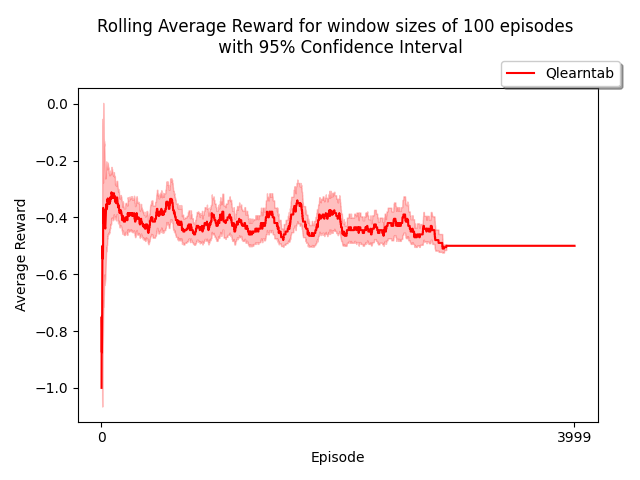 Rolling Average Reward for window sizes of 100 episodes
with 95% Confidence Interval
Qlearntab
0.0
−0.2
−0.4
−0.6
−0.8
−1.0
Average Reward
0
3999
Episode